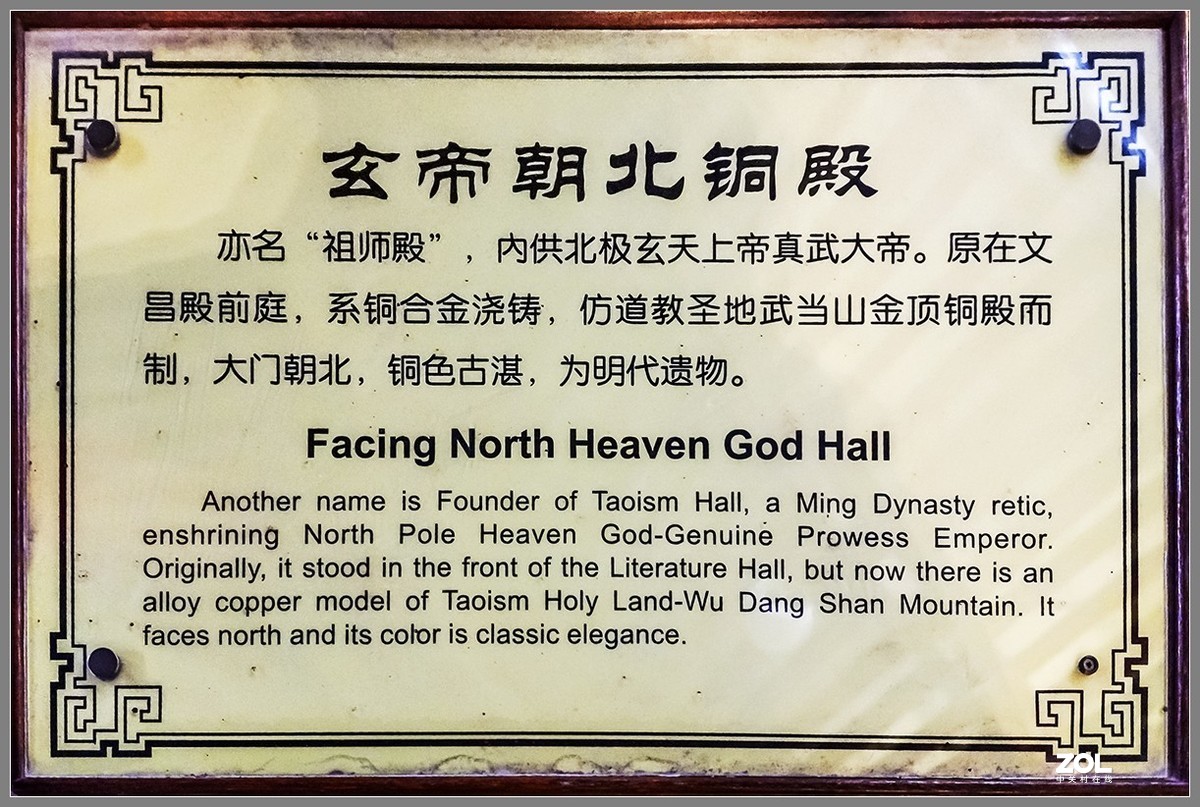 玄帝朝北铜殿
亦名“祖师殿”，内供北极玄天上帝真武大帝。原在文
昌殿前庭，系铜合金浇铸，仿道教圣地武当山金顶铜殿而
制，大门朝北，铜色古湛，为明代遗物。
Facing North Heaven God Hall
Another name is Founder of Taoism Hall, a Ming Dynasty retic,
enshrining North Pole Heaven God-Genuine Prowess Emperor.
Originally, it stood in the front of the Literature Hall, but now there is an
alloy copper model of Taoism Holy Land-Wu Dang Shan Mountain. It
faces north and its color is classic elegance.
ZOL
中关村在线